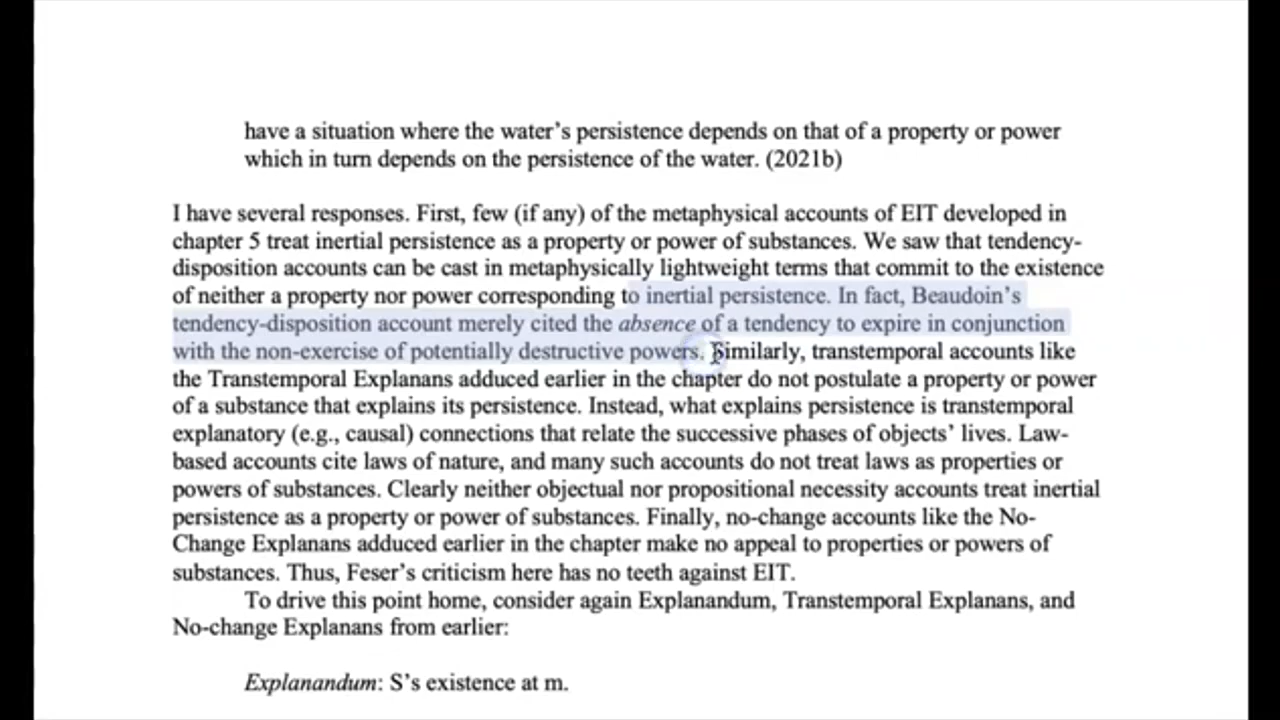 have a situation where the water's persistence depends on that of a property or power
which in turn depends on the persistence of the water. (2021b)
I have several responses. First, few (if any) of the metaphysical accounts of EIT developed in
chapter 5 treat inertial persistence as a property or power of substances. We saw that tendency-
disposition accounts can be cast in metaphysically lightweight terms that commit to the existence
of neither a property nor power corresponding to inertial persistence. In fact, Beaudoin's
tendency-disposition account merely cited the absence of a tendency to expire in conjunction
with the non-exercise of potentially destructive powers. Similarly, transtemporal accounts like
the Transtemporal Explanans adduced earlier in the chapter do not postulate a property or power
of a substance that explains its persistence. Instead, what explains persistence is transtemporal
explanatory (e.g., causal) connections that relate the successive phases of objects' lives. Law-
based accounts cite laws of nature, and many such accounts do not treat laws as properties or
powers of substances. Clearly neither objectual nor propositional necessity accounts treat inertial
persistence as a property or power of substances. Finally, no-change accounts like the No-
Change Explanans adduced earlier in the chapter make no appeal to properties or powers of
substances. Thus, Feser's criticism here has no teeth against EIT.
To drive this point home, consider again Explanandum, Transtemporal Explanans, and
No-change Explanans from earlier:
Explanandum: S's existence at m.